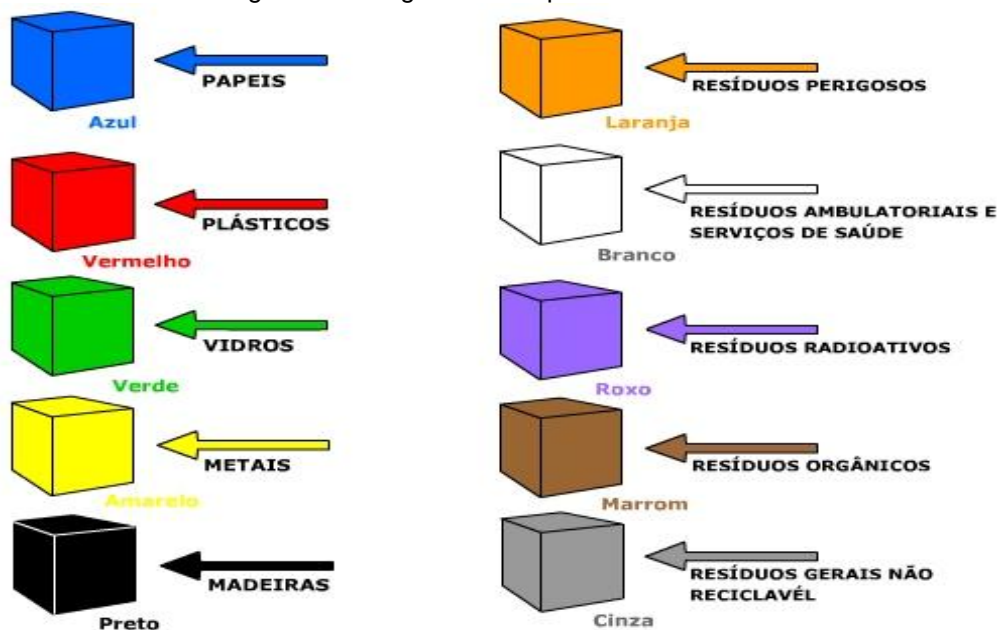 PAPEIS
Azul
PLÁSTICOS
Vermelho
VIDROS
Verde
METAIS
Amarelo
MADEIRAS
Preto
RESÍDUOS PERIGOSOS
Laranja
RESÍDUOS AMBULATORIAIS E
SERVIÇOS DE SAÚDE
Branco
RESÍDUOS RADIOATIVOS
Roxo
RESÍDUOS ORGÂNICOS
Marrom
RESÍDUOS GERAIS NÃO
RECICLAVÉL
Cinza